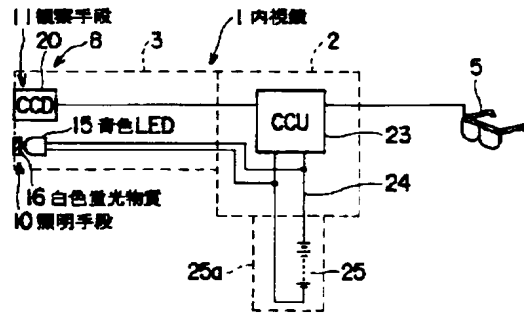 11 観察手段
20
8
3
1 内視鏡
2
5
CCD
15 青色LED
CCU
23
24
16 白色蛍光物質
10 照明手段
25a
25